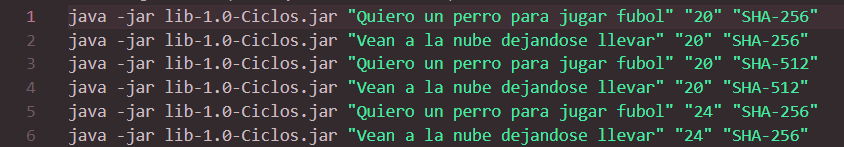 1 java -jar lib-1.0-Ciclos.jar "Quiero un perro para jugar fubol" "20" "SHA-256"
2 java -jar lib-1.0-Ciclos.jar "Vean a la nube dejandose llevar" "20" "SHA-256"
3 java -jar lib-1.0-Ciclos.jar "Quiero un perro para jugar fubol" "20" "SHA-512"
4 java -jar lib-1.0-Ciclos.jar "Vean a la nube dejandose llevar" "20" "SHA-512"
5 java -jar lib-1.0-Ciclos.jar "Quiero un perro para jugar fubol" "24" "SHA-256"
6 java -jar lib-1.0-Ciclos.jar "Vean a la nube dejandose llevar" "24" "SHA-256"